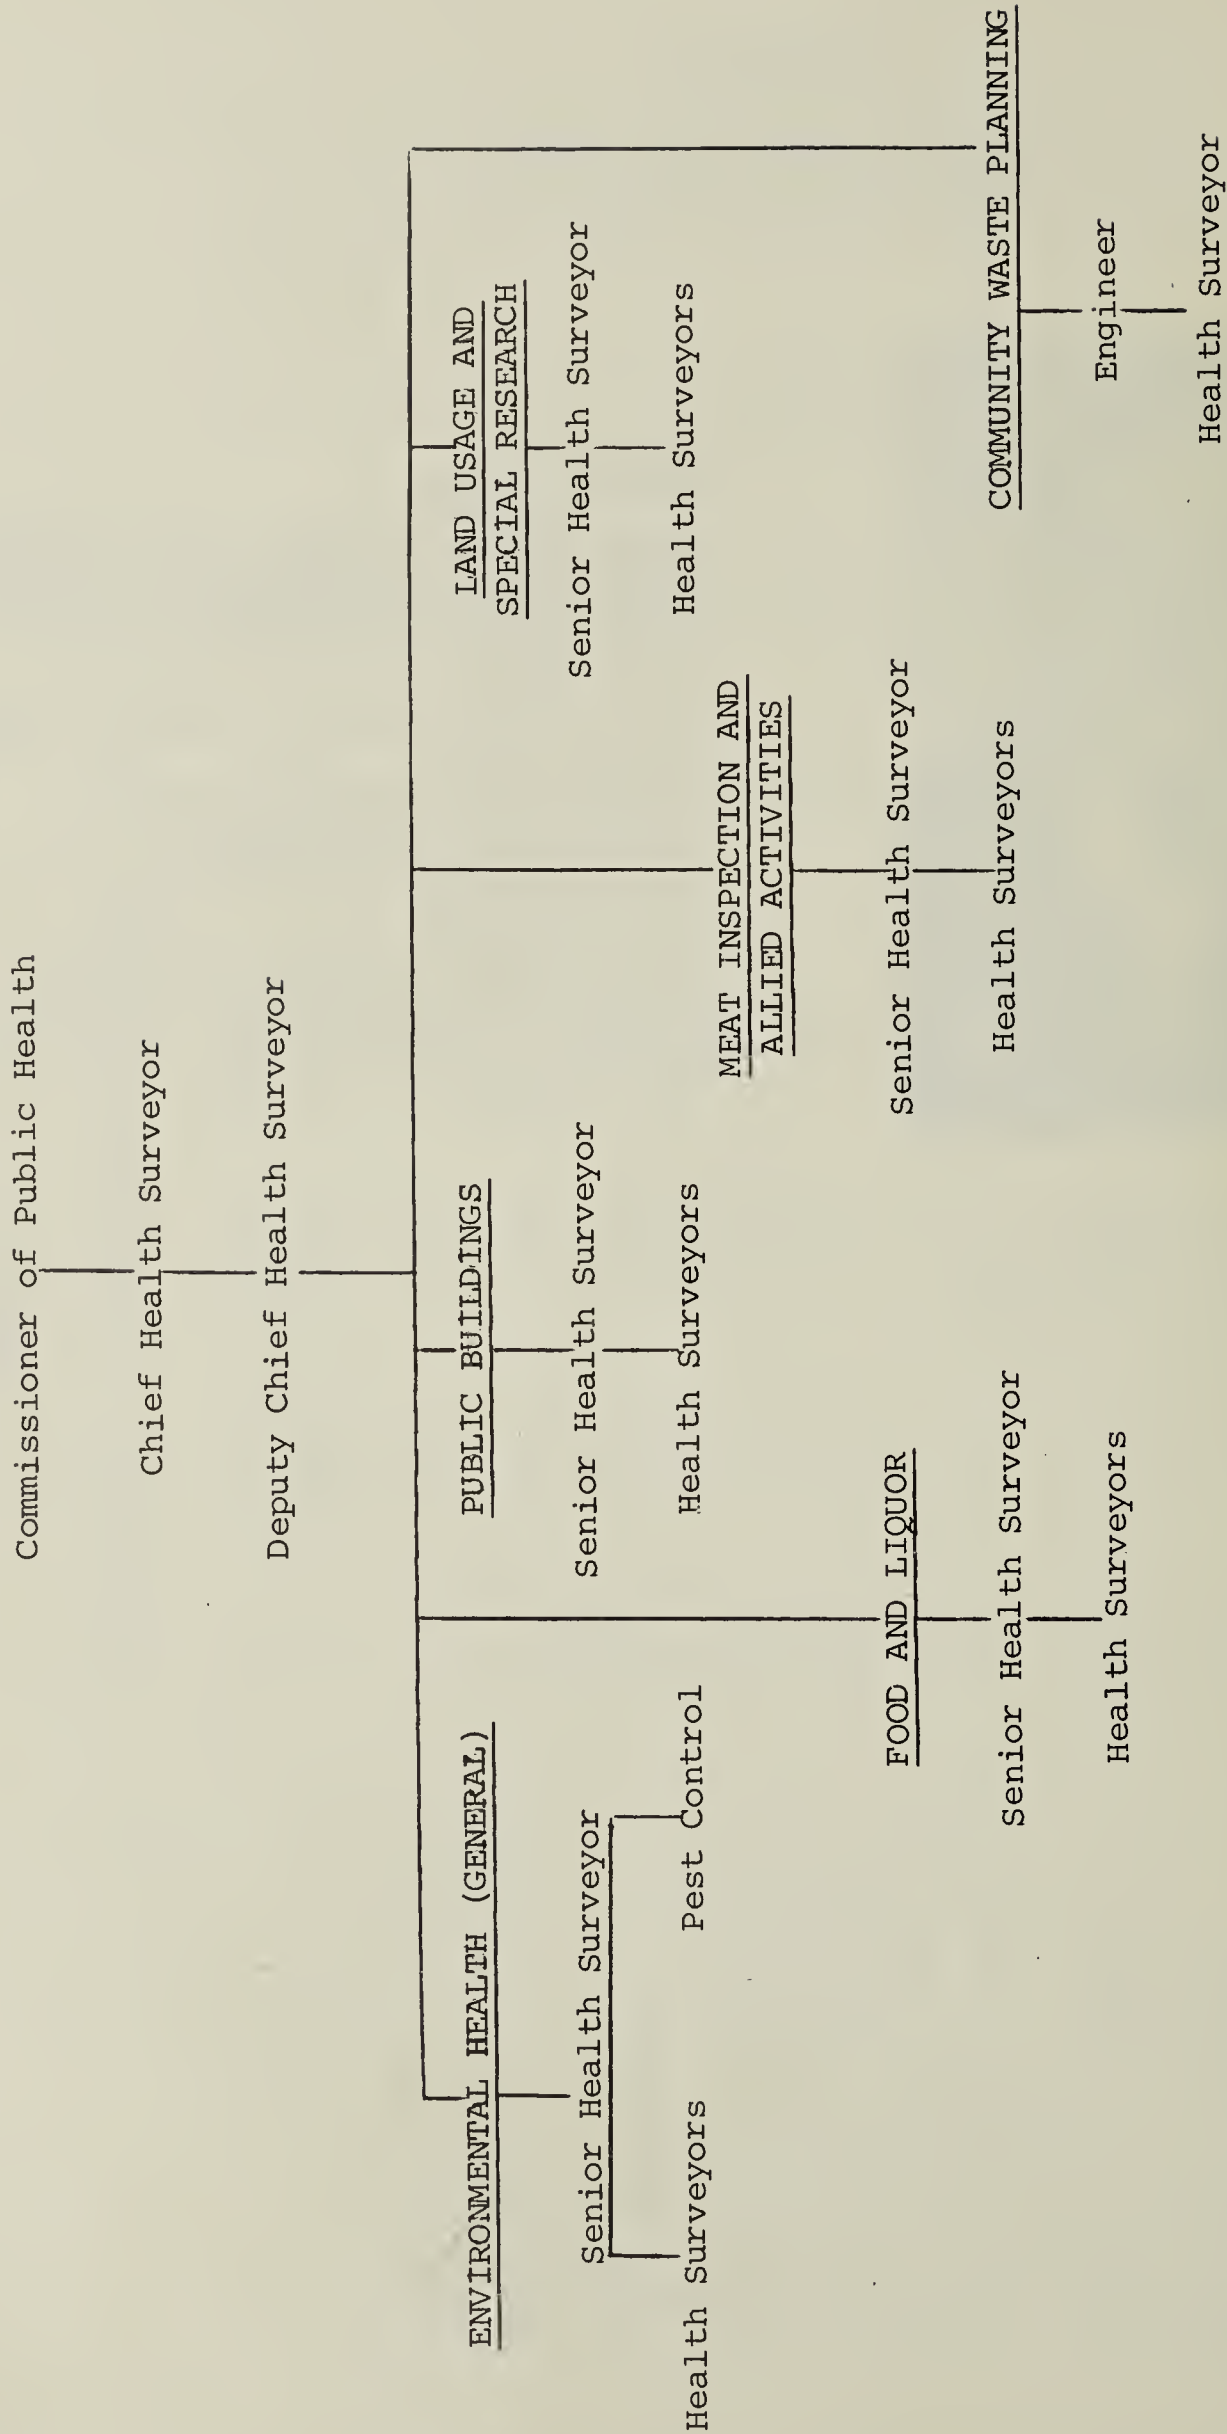 Commissioner of Public Health
Chief Health Surveyor
Deputy Chief Health Surveyor
ENVIRONMENTAL HEALTH (GENERAL)
Senior Health Surveyor
Health Surveyors
Pest Control
FOOD AND LIQUOR
Senior Health Surveyor
Health Surveyors
PUBLIC BUILDINGS
Senior Health Surveyor
Health Surveyors
MEAT INSPECTION AND
ALLIED ACTIVITIES
Senior Health Surveyor
Health Surveyors
LAND USAGE AND
SPECIAL RESEARCH
Senior Health Surveyor
Health Surveyors
COMMUNITY WASTE PLANNING
Engineer
Health Surveyor